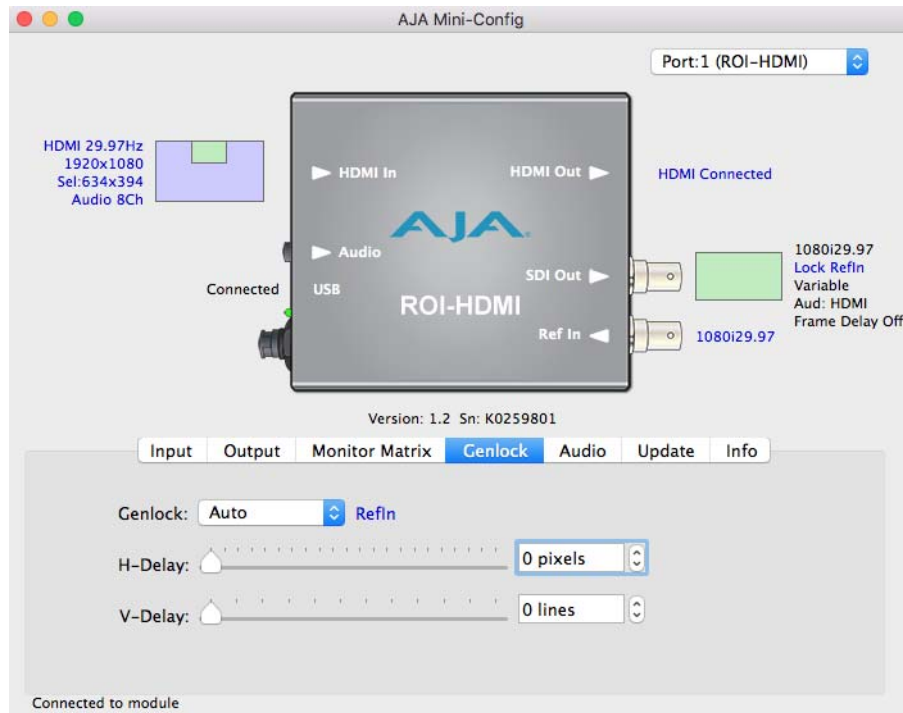 AJA Mini-Config
Port:1 (ROI-HDMI)
HDMI 29.97Hz
1920x1080
Sel:634x394
Audio 8Ch
HDMI In
HDMI Out
HDMI Connected
AJA
Audio
Connected
USB
SDI Out
ROI-HDMI
Ref In
1080i29.97
1080i29.97
Lock RefIn
Variable
Aud: HDMI
Frame Delay Off
Version: 1.2 Sn: K0259801
Input Output Monitor Matrix Genlock Audio Update Info
Genlock: Auto RefIn
H-Delay: 0 pixels
V-Delay: 0 lines
Connected to module